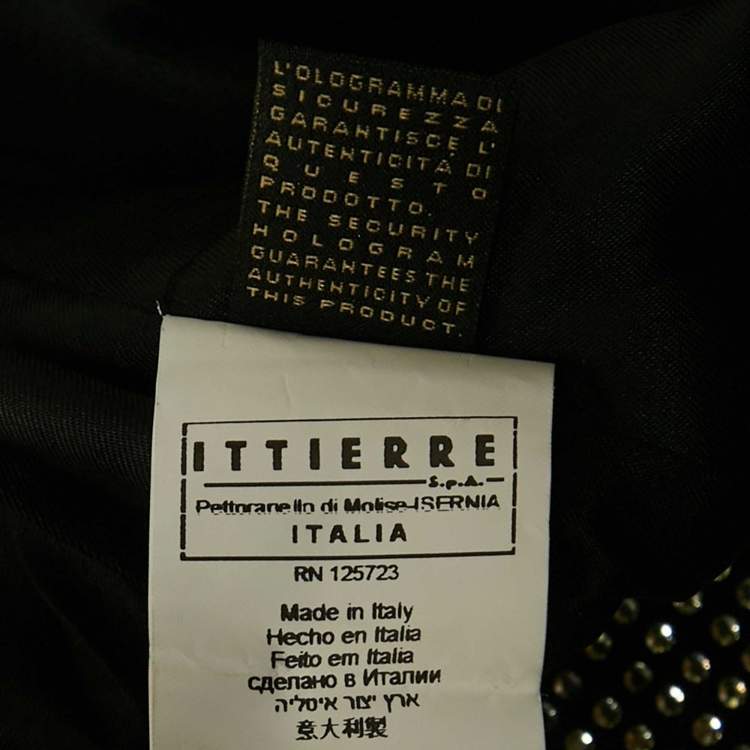 L'OLOGRAMMA DI
SICUREZZA
GARANTISCE L'
AUTENTICITÀ DI
QUESTO
PRODOTTO.
THE SECURITY
HOLOGRAM
GUARANTEES THE
AUTHENTICITY OF
THIS PRODUCT.
ITTIERRE
S.p.A.
Pettoranello di Molise-ISERNIA
ITALIA
RN 125723
Made in Italy
Hecho en Italia
Feito em Italia
сделано в Италии
ארץ יצור איטליה
意大利製